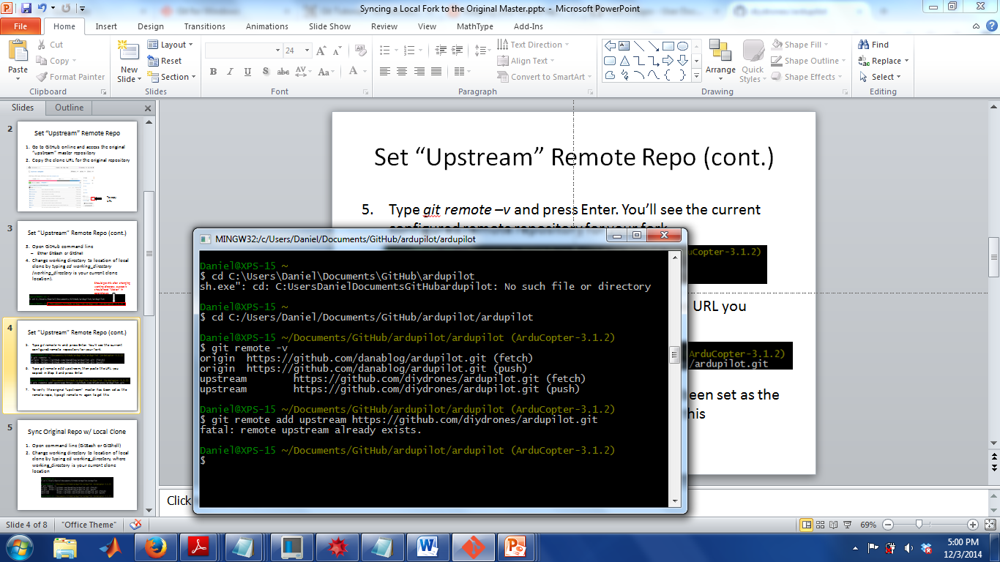 Syncing a Local Fork to the Original Master.pptx - Microsoft PowerPoint
File Home Insert Design Transitions Animations Slide Show Review View MathType Add-Ins
Paste
Cut
Copy
Format Painter
Clipboard
New Slide
Layout
Reset
Section
Slides
24
B I U S abc AV Aa A
Font
Text Direction
Align Text
Convert to SmartArt
Paragraph
Arrange
Quick Styles
Shape Fill
Shape Outline
Shape Effects
Drawing
Find
Replace
Select
Editing
Slides Outline
2
Set “Upstream” Remote Repo
1. Go to GitHub online and access the original
“upstream” master repository
2. Copy the clone URL for the original repository
To copy
URL
3
Set “Upstream” Remote Repo (cont.)
3. Open GitHub command line
– Either GitBash or GitShell
4. Change working directory to location of local
clone by typing cd working_directory
(working_directory is your current clone
location).
4
Set “Upstream” Remote Repo (cont.)
5. Type git remote –v and press Enter. You’ll see the current
configured remote repository for your fork
6. Type git remote add upstream, then paste the URL you
copied in Step 2 and press Enter
7. To verify the original “upstream” master has been set as the
remote repo, type git remote –v again to get this
5
Sync Original Repo w/ Local Clone
1. Open command line (GitBash or GitShell)
2. Change working directory to location of local
clone by typing cd working_directory, where
working_directory is your current clone
location
Set “Upstream” Remote Repo (cont.)
5. Type git remote –v and press Enter. You’ll see the current
configured remote repository for your fork
duCopter-3.1.2)
URL you
ArduCopter-3.1.2)
/ardupilot.git
een set as the
his
MINGW32:/c/Users/Daniel/Documents/GitHub/ardupilot/ardupilot
Daniel@XPS-15 ~
$ cd C:\Users\Daniel\Documents\GitHub\ardupilot
sh.exe": cd: C:UsersDanielDocumentsGitHubardupilot: No such file or directory
Daniel@XPS-15 ~
$ cd C:/Users/Daniel/Documents/GitHub/ardupilot/ardupilot
Daniel@XPS-15 ~/Documents/GitHub/ardupilot/ardupilot (ArduCopter-3.1.2)
$ git remote -v
origin https://github.com/danablog/ardupilot.git (fetch)
origin https://github.com/danablog/ardupilot.git (push)
upstream https://github.com/diydrones/ardupilot.git (fetch)
upstream https://github.com/diydrones/ardupilot.git (push)
Daniel@XPS-15 ~/Documents/GitHub/ardupilot/ardupilot (ArduCopter-3.1.2)
$ git remote add upstream https://github.com/diydrones/ardupilot.git
fatal: remote upstream already exists.
Daniel@XPS-15 ~/Documents/GitHub/ardupilot/ardupilot (ArduCopter-3.1.2)
$
Click
Slide 4 of 8 "Office Theme" 69%
5:00 PM
12/3/2014